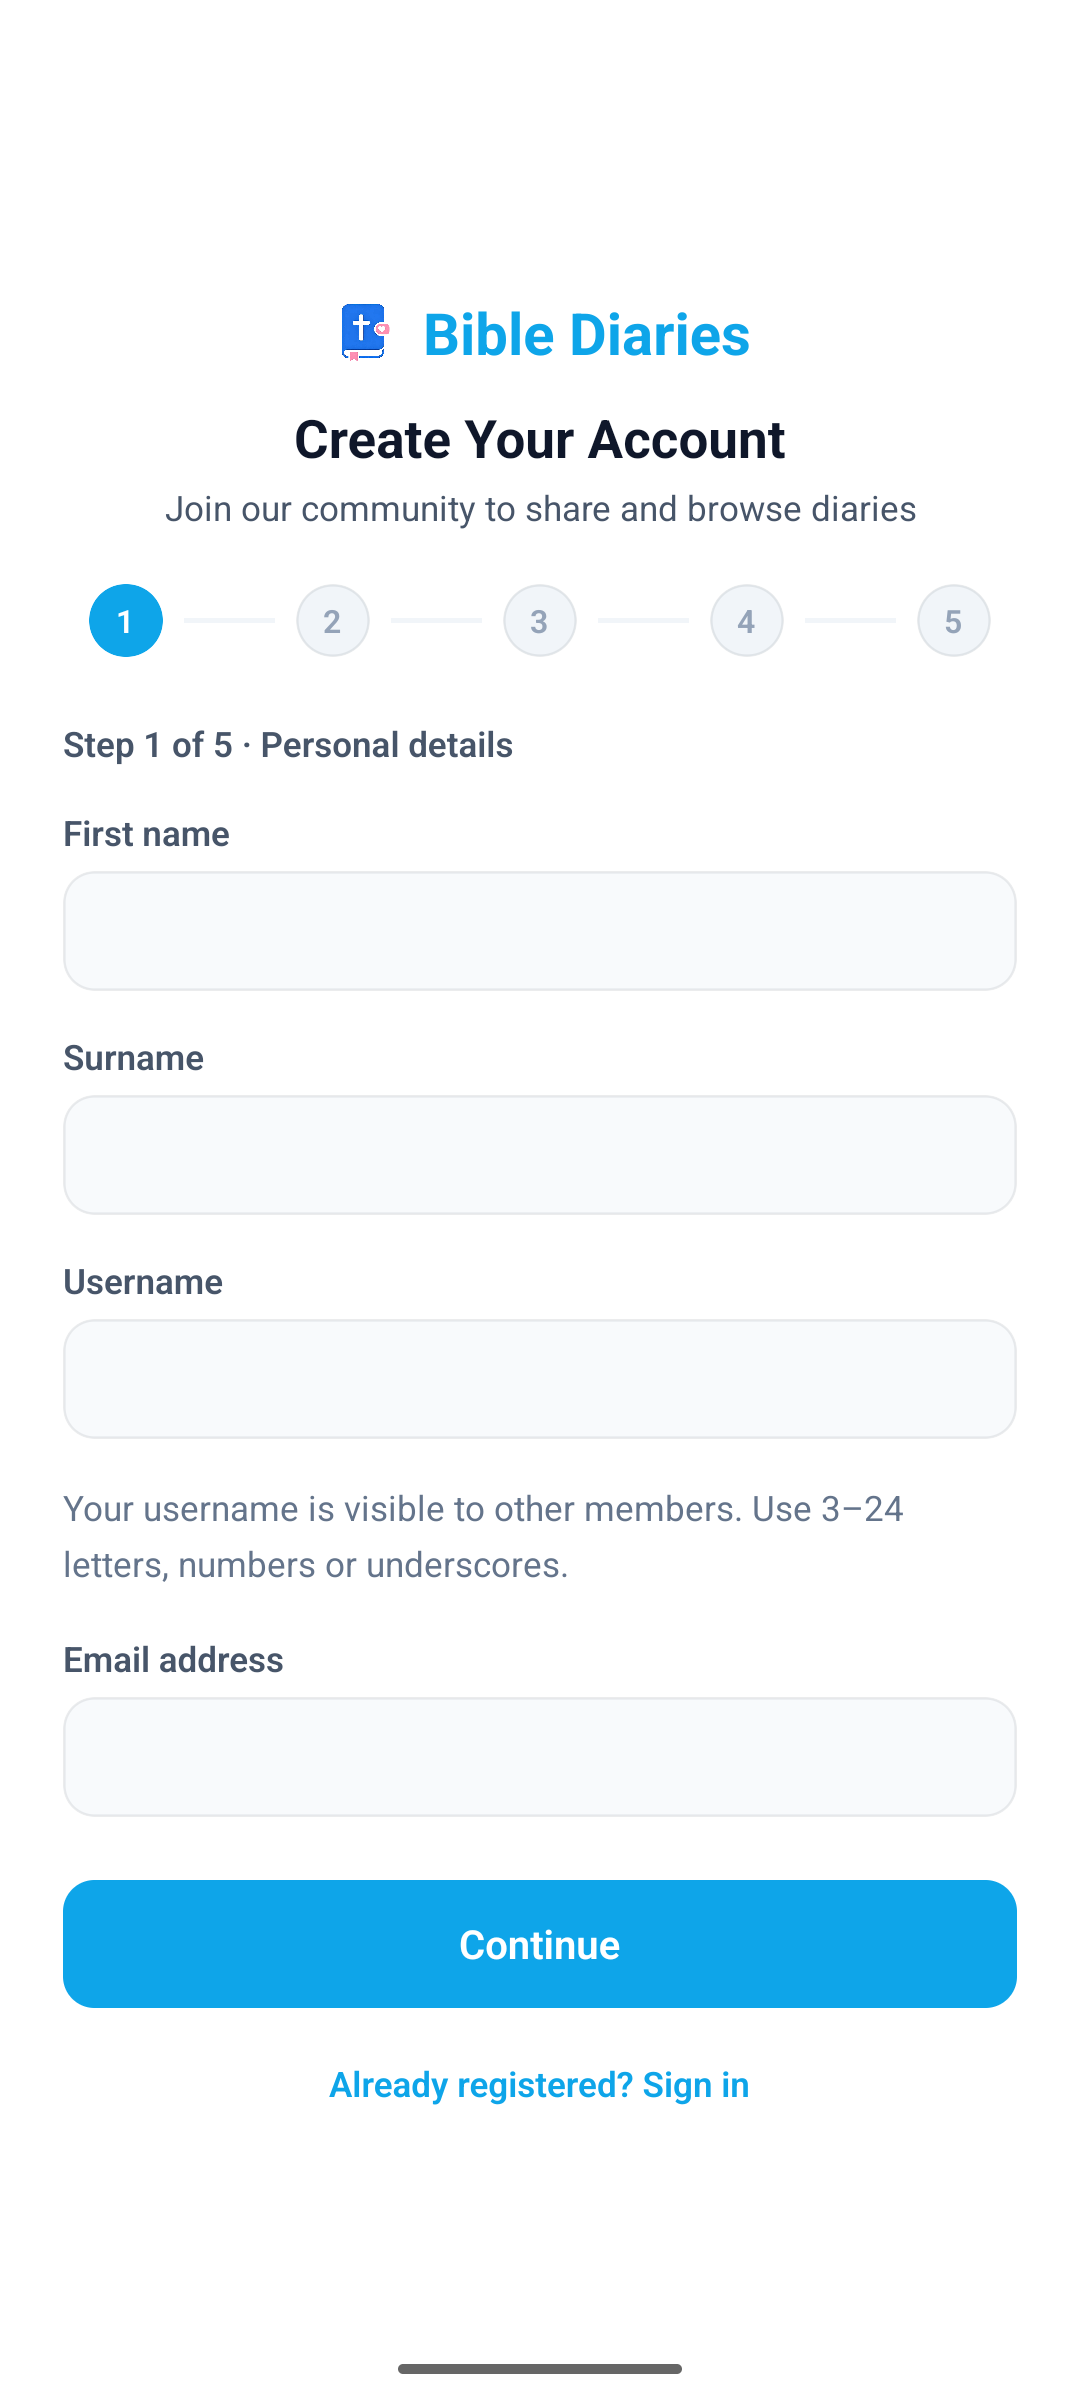 Bible Diaries
Create Your Account
Join our community to share and browse diaries
1 2 3 4 5
Step 1 of 5 · Personal details
First name
Surname
Username
Your username is visible to other members. Use 3–24
letters, numbers or underscores.
Email address
Continue
Already registered? Sign in